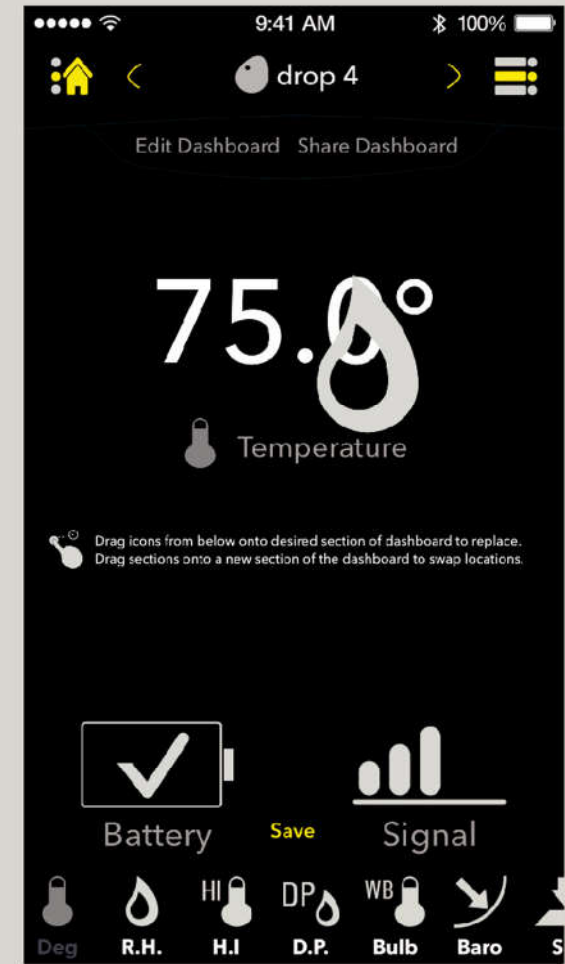 9:41 AM 100%
drop 4
Edit Dashboard Share Dashboard
75.0°
Temperature
Drag icons from below onto desired section of dashboard to replace.
Drag sections onto a new section of the dashboard to swap locations.
Battery Save Signal
HI DP WB
Deg R.H. H.I D.P. Bulb Baro S